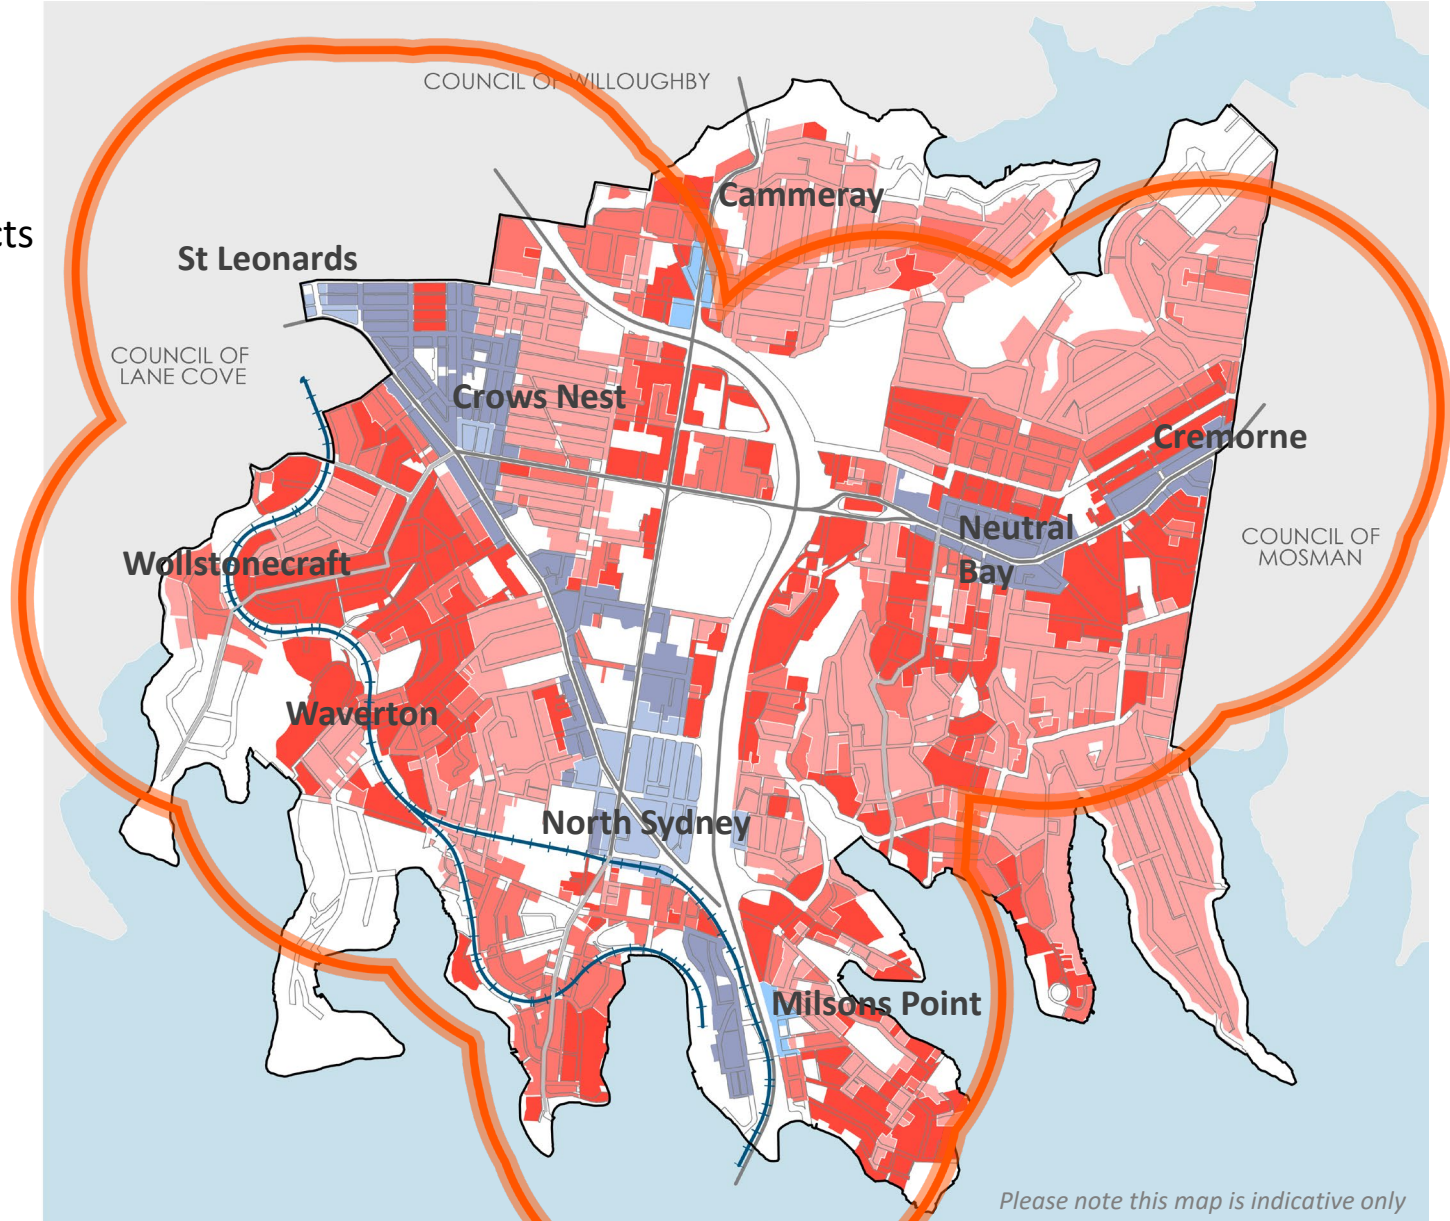 COUNCIL OF WILLOUGHBY
Cammeray
cts
St Leonards
COUNCIL OF
LANE COVE
Crows Nest
Cremorne
Neutral
Bay
COUNCIL OF
MOSMAN
Wollstonecraft
Waverton
North Sydney
Milsons Point
Please note this map is indicative only